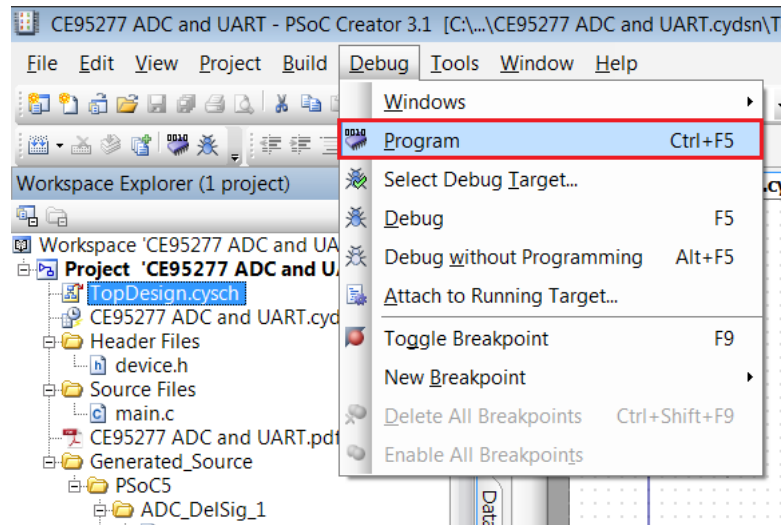 CE95277 ADC and UART - PSoC Creator 3.1 [C:\...\CE95277 ADC and UART.cydsn\T
File Edit View Project Build Debug Tools Window Help
Windows
Program Ctrl+F5
Workspace Explorer (1 project)
Select Debug Target...
.cy
Debug F5
Workspace 'CE95277 ADC and UA
Debug without Programming Alt+F5
Project 'CE95277 ADC and U
TopDesign.cysch
Attach to Running Target...
CE95277 ADC and UART.cyd
Header Files
Toggle Breakpoint F9
device.h
New Breakpoint
Source Files
main.c
Delete All Breakpoints Ctrl+Shift+F9
CE95277 ADC and UART.pdf
Enable All Breakpoints
Generated_Source
PSoC5
ADC_DelSig_1
Data